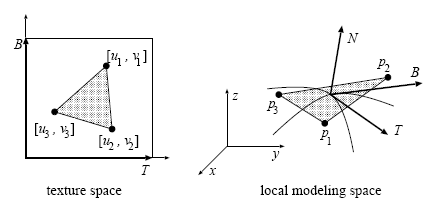 B
[u1 , v1]
[u3 , v3]
[u2 , v2]
T
texture space
N
B
p2
p3
z
p1
T
y
x
local modeling space